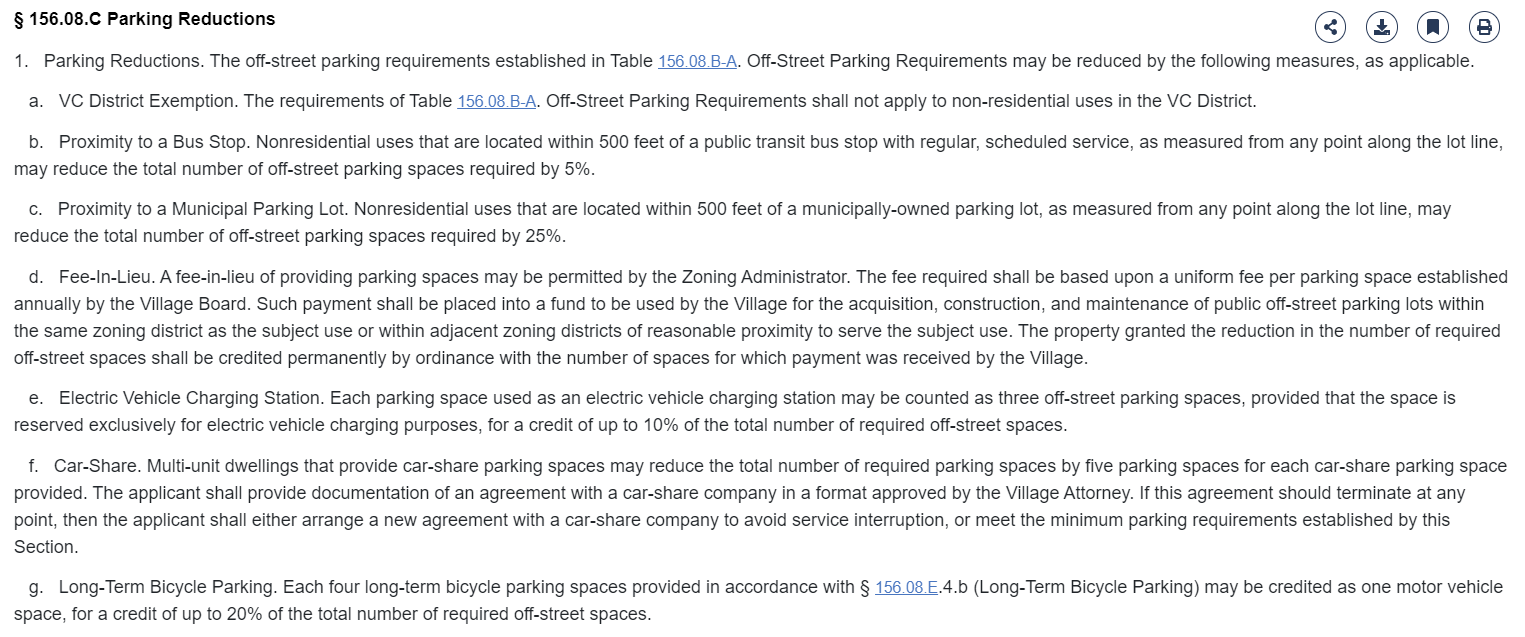 § 156.08.C Parking Reductions
1. Parking Reductions. The off-street parking requirements established in Table 156.08.B-A. Off-Street Parking Requirements may be reduced by the following measures, as applicable.
a. VC District Exemption. The requirements of Table 156.08.B-A. Off-Street Parking Requirements shall not apply to non-residential uses in the VC District.
b. Proximity to a Bus Stop. Nonresidential uses that are located within 500 feet of a public transit bus stop with regular, scheduled service, as measured from any point along the lot line,
may reduce the total number of off-street parking spaces required by 5%.
c. Proximity to a Municipal Parking Lot. Nonresidential uses that are located within 500 feet of a municipally-owned parking lot, as measured from any point along the lot line, may
reduce the total number of off-street parking spaces required by 25%.
d. Fee-In-Lieu. A fee-in-lieu of providing parking spaces may be permitted by the Zoning Administrator. The fee required shall be based upon a uniform fee per parking space established
annually by the Village Board. Such payment shall be placed into a fund to be used by the Village for the acquisition, construction, and maintenance of public off-street parking lots within
the same zoning district as the subject use or within adjacent zoning districts of reasonable proximity to serve the subject use. The property granted the reduction in the number of required
off-street spaces shall be credited permanently by ordinance with the number of spaces for which payment was received by the Village.
e. Electric Vehicle Charging Station. Each parking space used as an electric vehicle charging station may be counted as three off-street parking spaces, provided that the space is
reserved exclusively for electric vehicle charging purposes, for a credit of up to 10% of the total number of required off-street spaces.
f. Car-Share. Multi-unit dwellings that provide car-share parking spaces may reduce the total number of required parking spaces by five parking spaces for each car-share parking space
provided. The applicant shall provide documentation of an agreement with a car-share company in a format approved by the Village Attorney. If this agreement should terminate at any
point, then the applicant shall either arrange a new agreement with a car-share company to avoid service interruption, or meet the minimum parking requirements established by this
Section.
g. Long-Term Bicycle Parking. Each four long-term bicycle parking spaces provided in accordance with § 156.08.E.4.b (Long-Term Bicycle Parking) may be credited as one motor vehicle
space, for a credit of up to 20% of the total number of required off-street spaces.